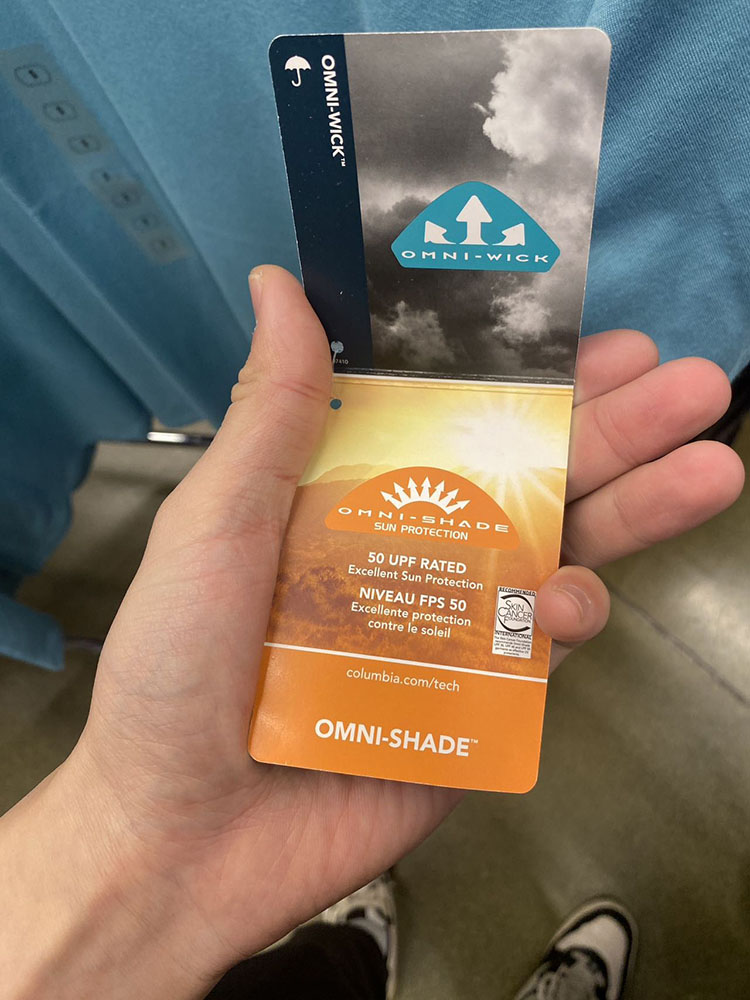 OMNI-WICK™
OMNI-WICK
7410
OMNI-SHADE
SUN PROTECTION
50 UPF RATED
Excellent Sun Protection
NIVEAU FPS 50
Excellente protection
contre le soleil
RECOMMENDED
SKIN
CANCER
FOUNDATION
INTERNATIONAL
columbia.com/tech
OMNI-SHADE™